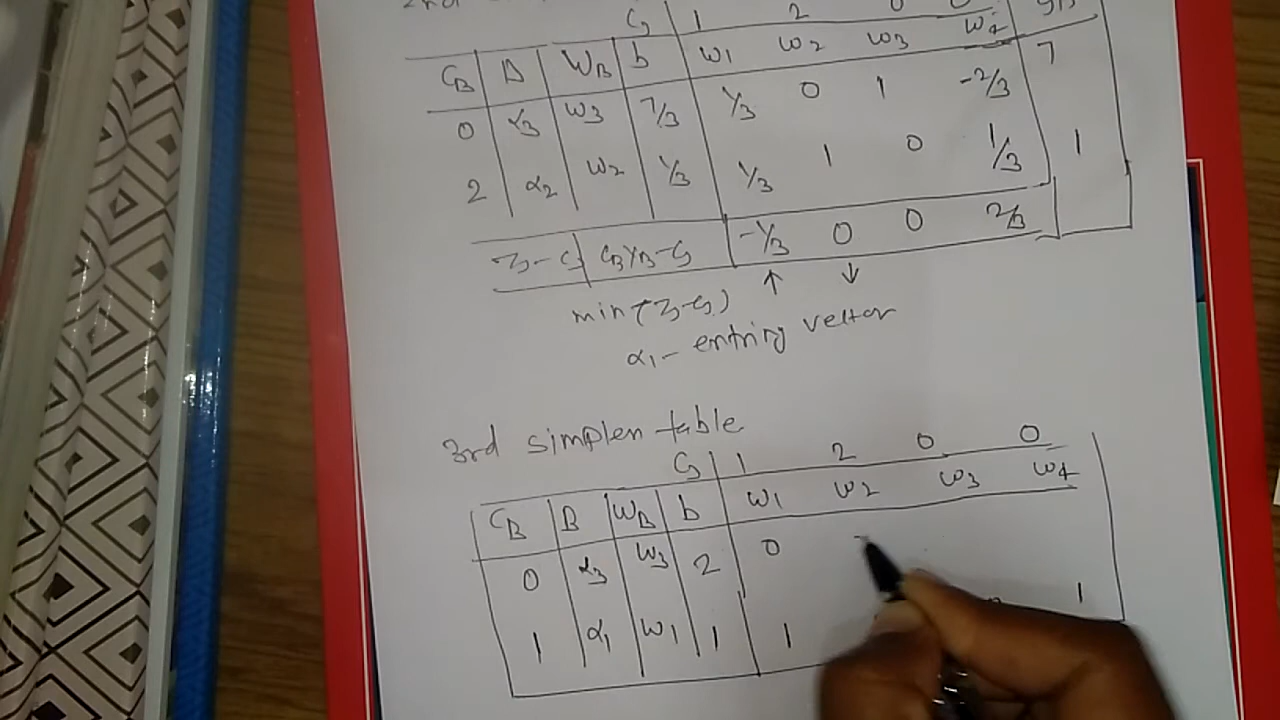 2nd
Cj 1 2 0 0
CB B WB b w1 w2 w3 w4
0 α3 w3 7/3 1/3 0 1 -2/3 7
2 α2 w2 1/3 1/3 1 0 1/3 1
zj - cj CBYB - cj -1/3 0 0 2/3
↑ ↓
min (zj - cj)
α1 - entring vector
3rd simplex table
Cj 1 2 0 0
CB B WB b w1 w2 w3 w4
0 α3 w3 2 0
1 α1 w1 1 1 1